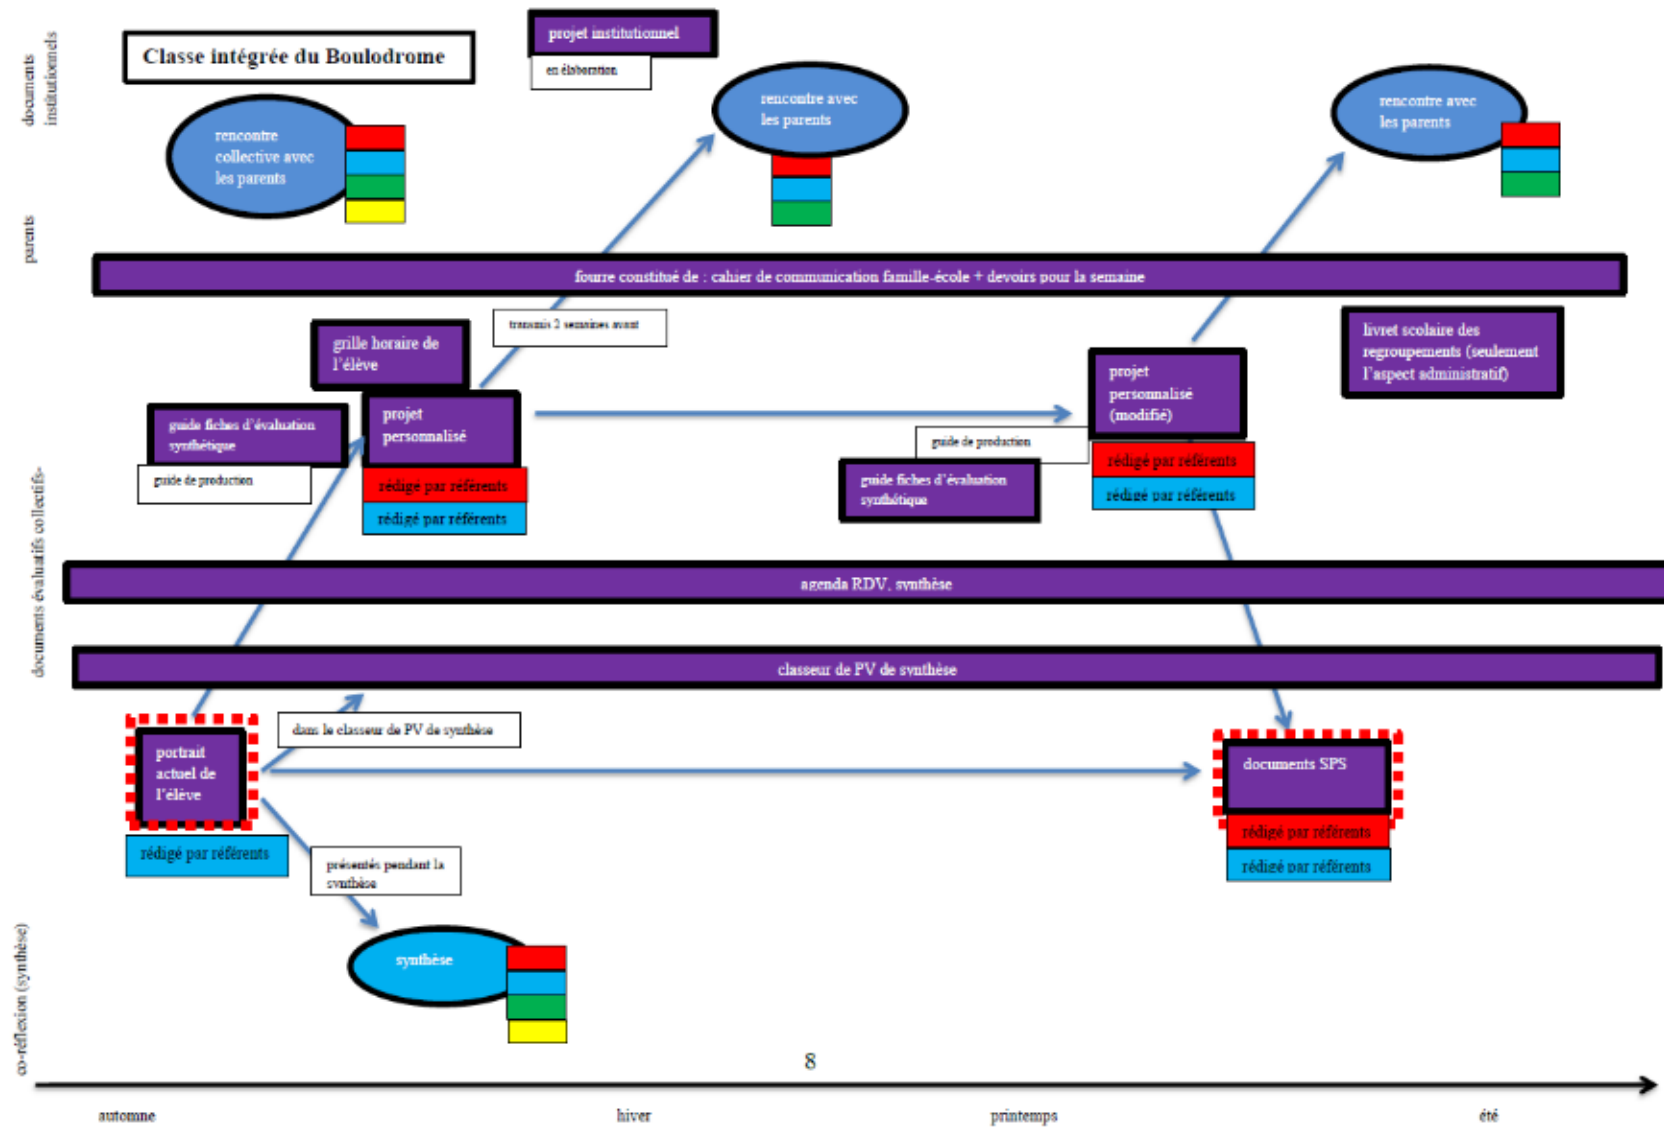 documents
institutionnels
Classe intégrée du Boulodrome
projet institutionnel
en élaboration
rencontre
collective avec
les parents
rencontre avec
les parents
rencontre avec
les parents
parents
fourre constitué de : cahier de communication famille-école + devoirs pour la semaine
transmis 2 semaines avant
grille horaire de
l'élève
livret scolaire des
regroupements (seulement
l'aspect administratif)
guide fiches d'évaluation
synthétique
guide de production
projet
personnalisé
rédigé par référents
rédigé par référents
projet
personnalisé
(modifié)
guide de production
guide fiches d'évaluation
synthétique
rédigé par référents
rédigé par référents
documents évaluatifs collectifs-
agenda RDV, synthèse
classeur de PV de synthèse
dans le classeur de PV de synthèse
portrait
actuel de
l'élève
rédigé par référents
documents SPS
rédigé par référents
rédigé par référents
présentés pendant la
synthèse
co-réflexion (synthèse)
synthèse
8
automne
hiver
printemps
été